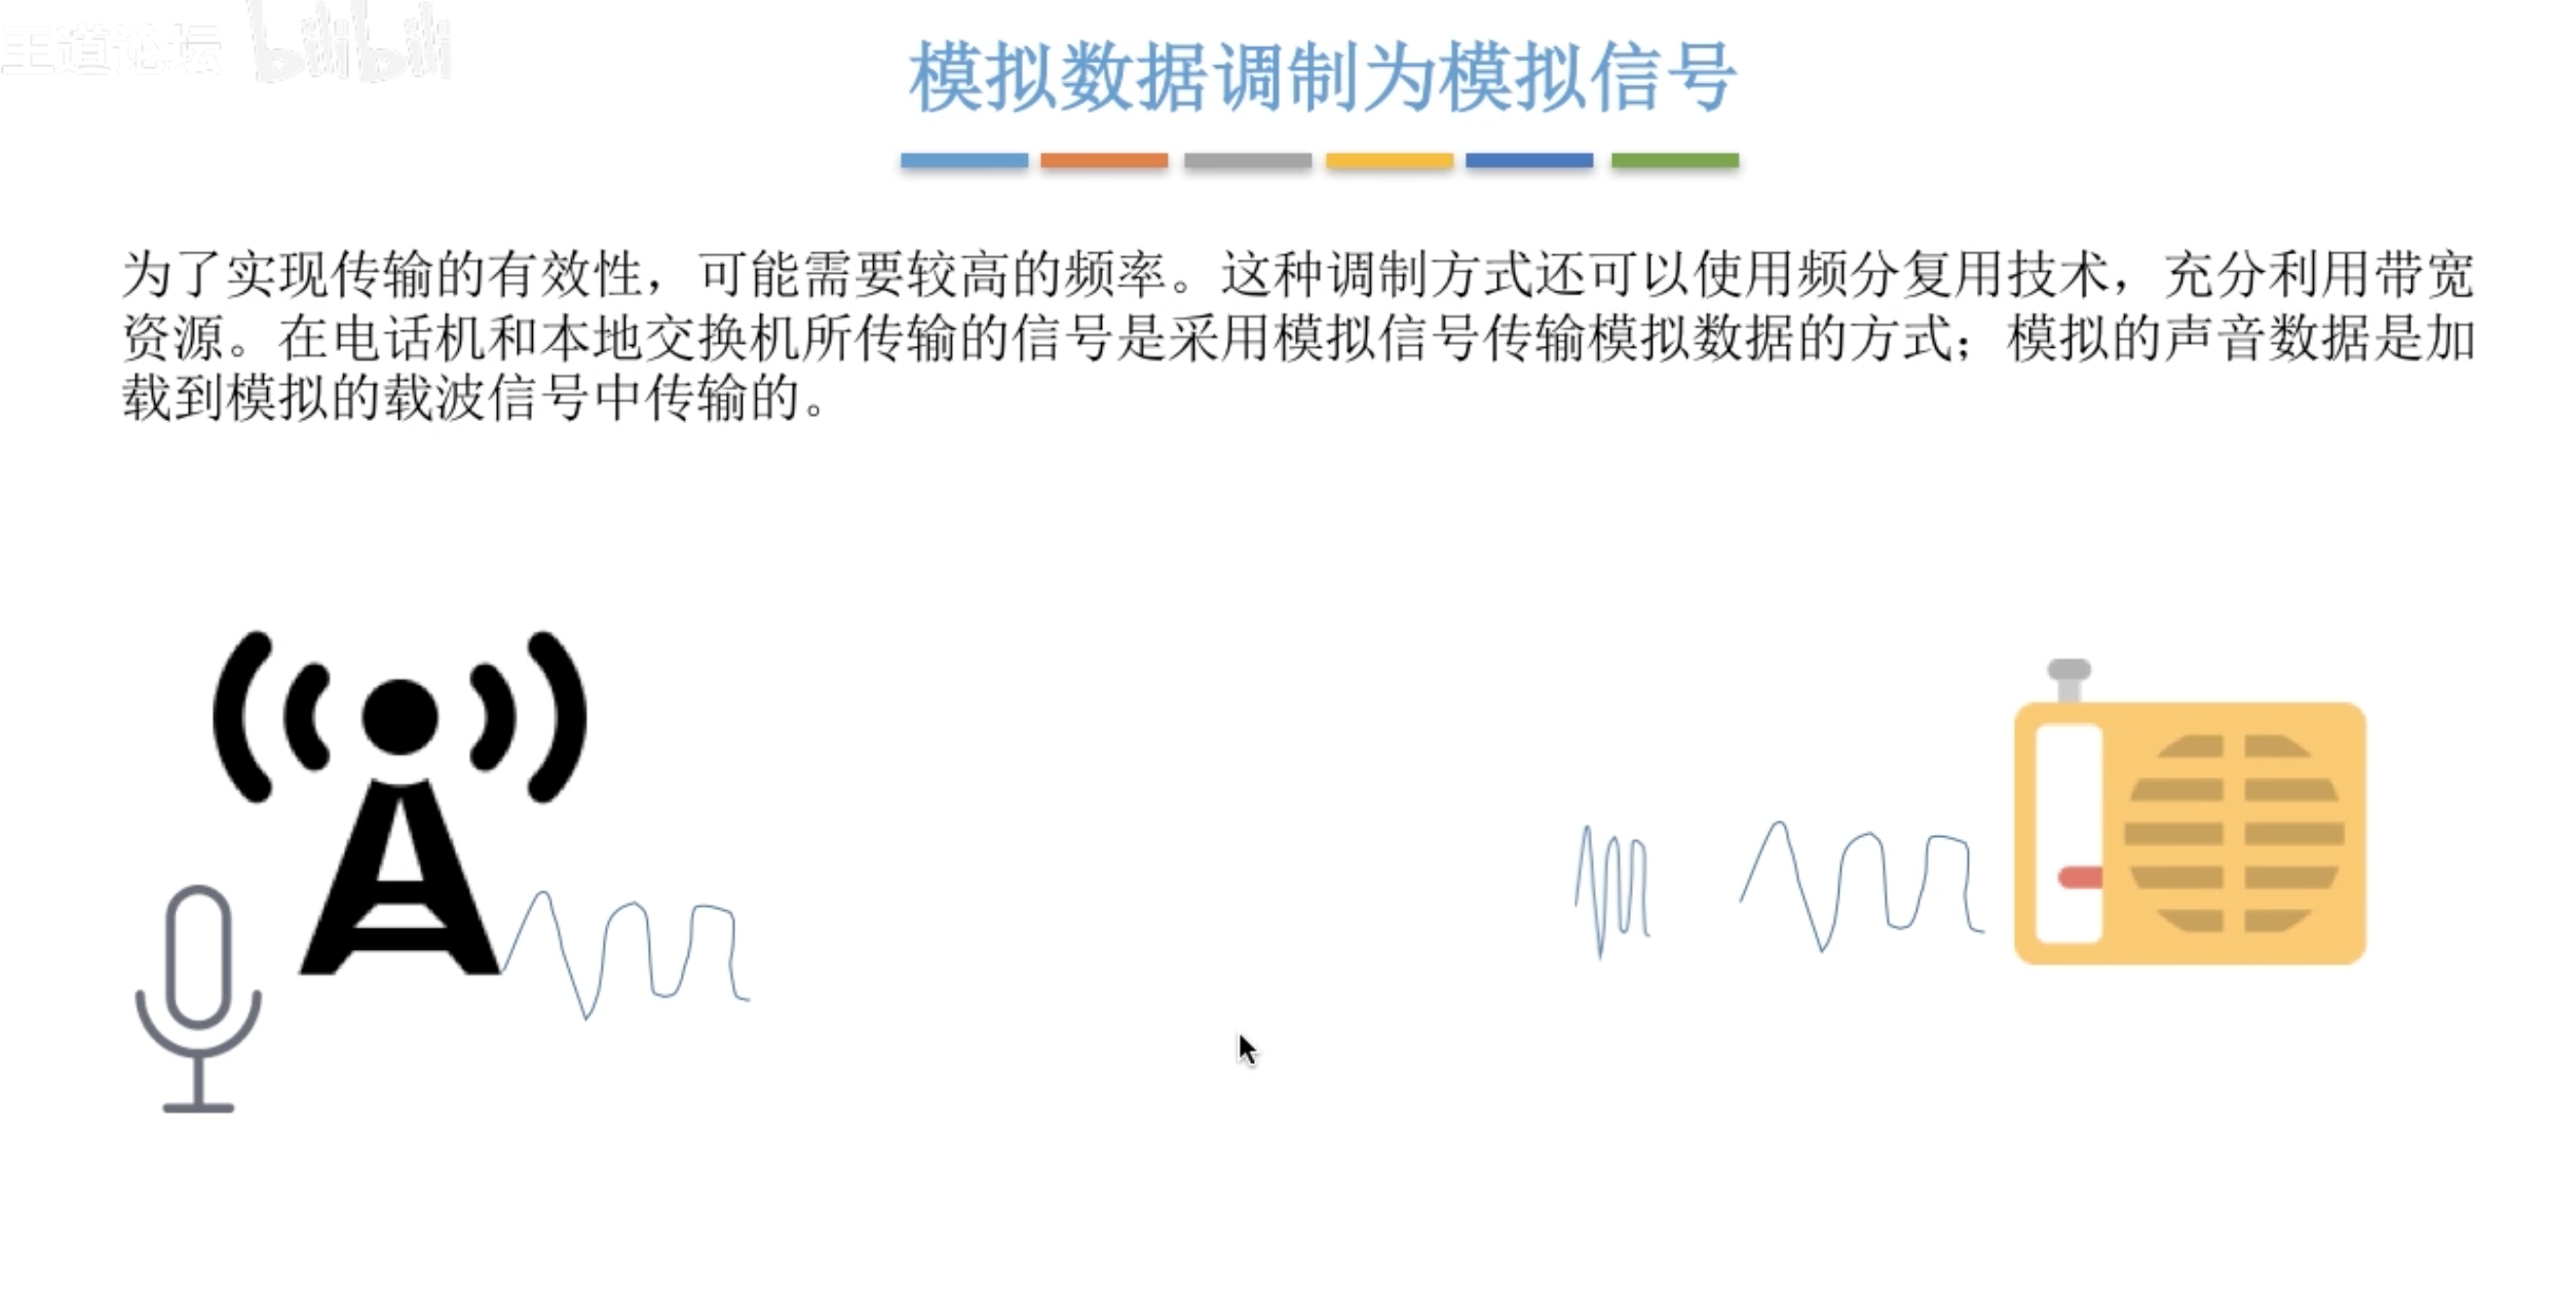 王道论坛 bilibili
模拟数据调制为模拟信号
为了实现传输的有效性，可能需要较高的频率。这种调制方式还可以使用频分复用技术，充分利用带宽
资源。在电话机和本地交换机所传输的信号是采用模拟信号传输模拟数据的方式；模拟的声音数据是加
载到模拟的载波信号中传输的。